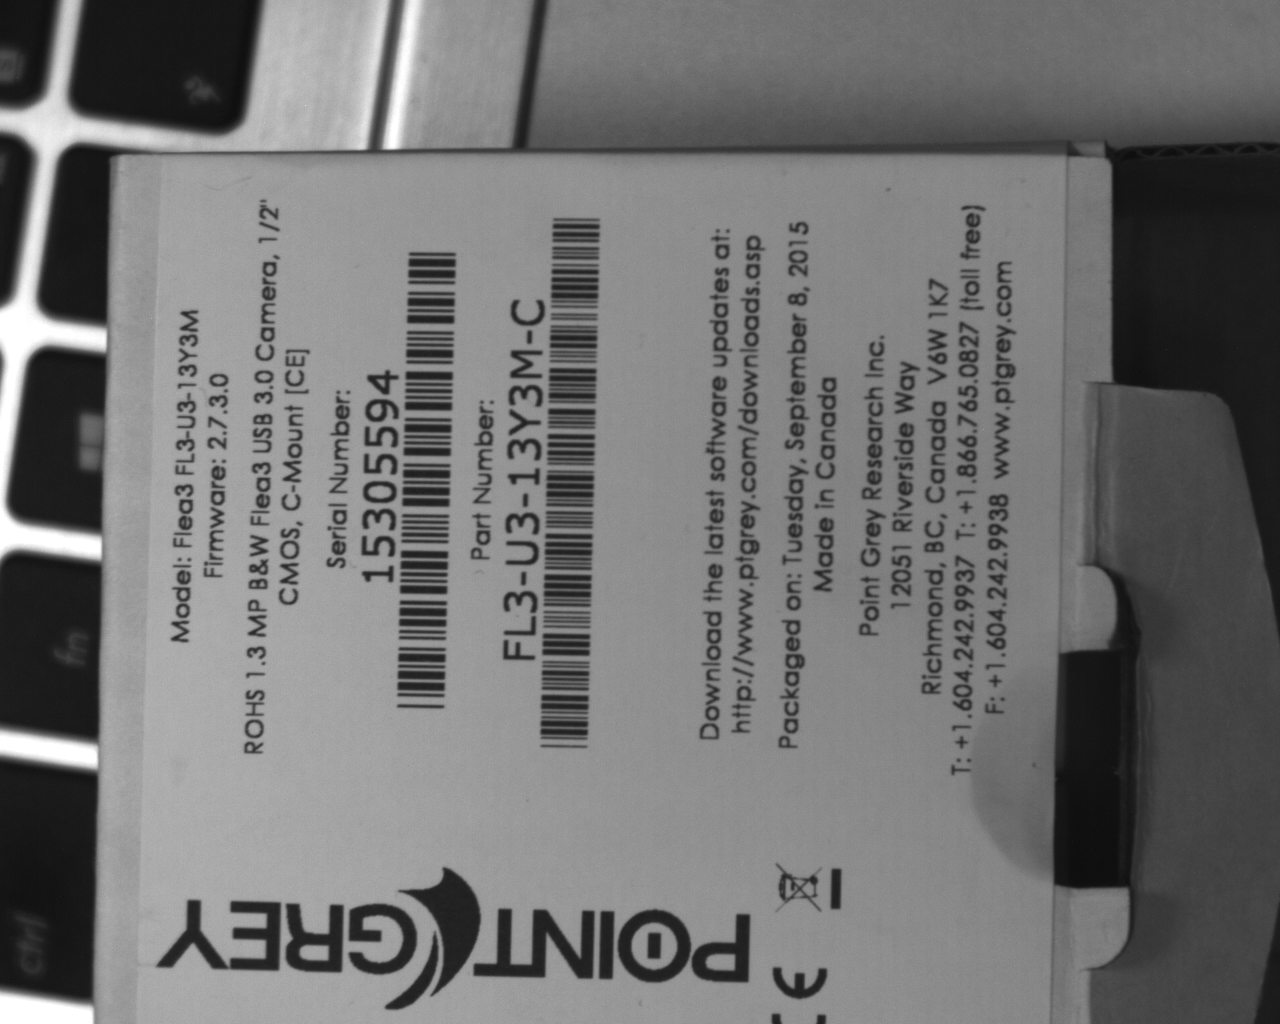 Model: Flea3 FL3-U3-13Y3M
Firmware: 2.7.3.0
ROHS 1.3 MP B&W Flea3 USB 3.0 Camera, 1/2"
CMOS, C-Mount [CE]
Serial Number:
15305594
Part Number:
FL3-U3-13Y3M-C
Download the latest software updates at:
http://www.ptgrey.com/downloads.asp
Packaged on: Tuesday, September 8, 2015
Made in Canada
Point Grey Research Inc.
12051 Riverside Way
Richmond, BC, Canada V6W 1K7
T: +1.604.242.9937 T: +1.866.765.0827 (toll free)
F: +1.604.242.9938 www.ptgrey.com
POINT GREY
CE
fn
ctrl